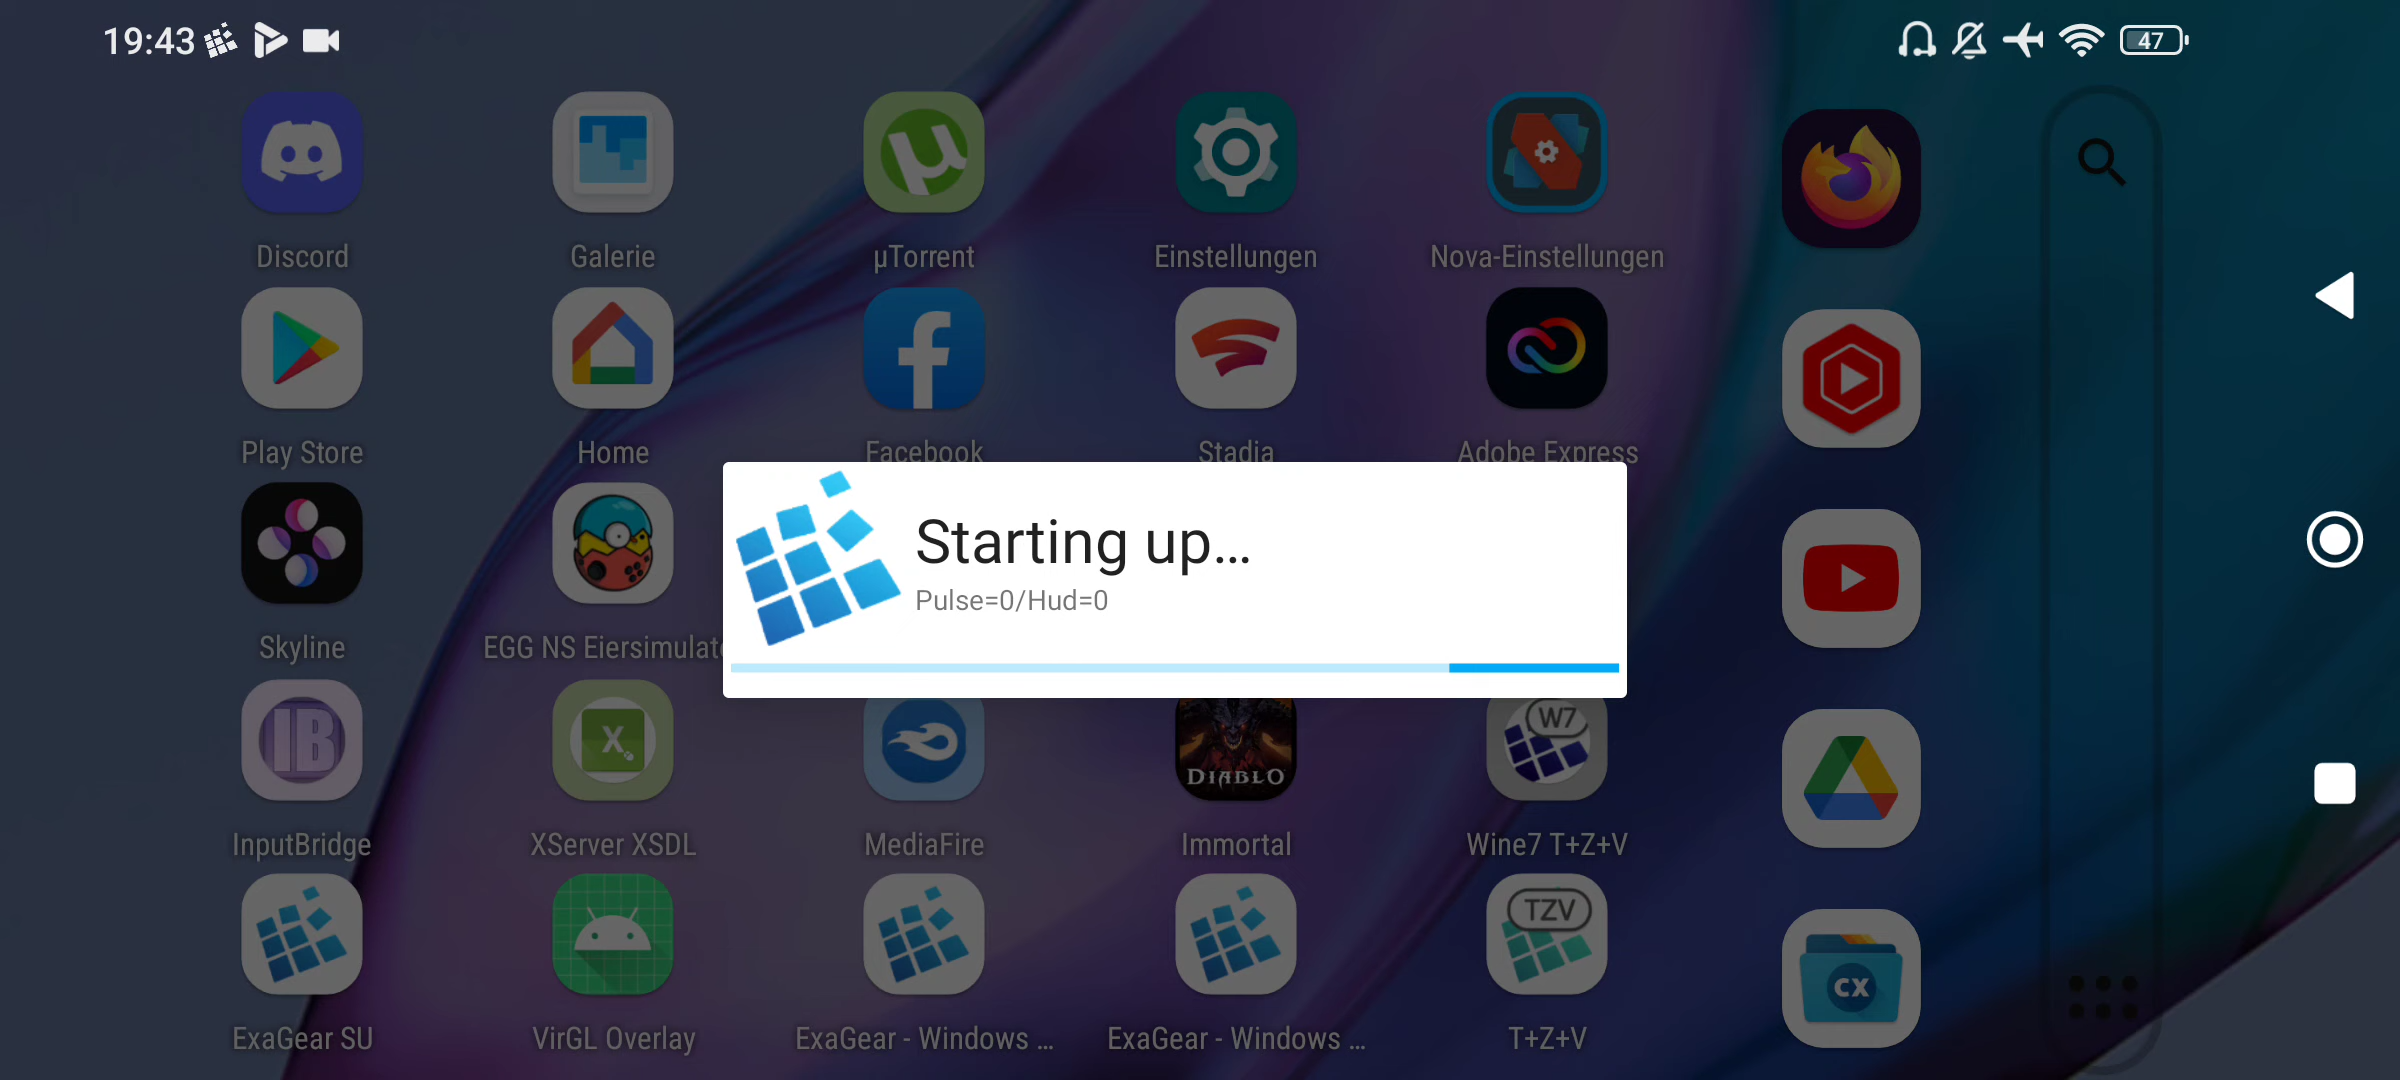 19:43
47
Discord
Galerie
µTorrent
Einstellungen
Nova-Einstellungen
Play Store
Home
Facebook
Stadia
Adobe Express
Starting up...
Pulse=0/Hud=0
Skyline
EGG NS Eiersimulat
IB
X
DIABLO
W7
InputBridge
XServer XSDL
MediaFire
Immortal
Wine7 T+Z+V
TZV
CX
ExaGear SU
VirGL Overlay
ExaGear - Windows ...
ExaGear - Windows ...
T+Z+V